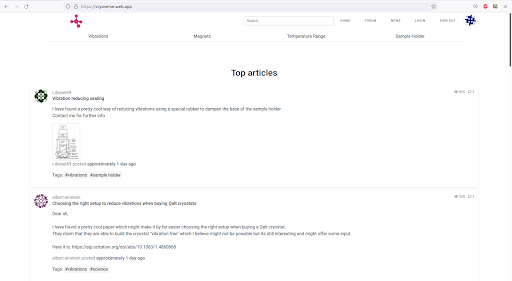 https://cryoverse.web.app
Search...
HOME
FORUM
NEWS
LOGIN
SIGN OUT
Vibrations
Magnets
Temperature Range
Sample Holder
Top articles
r.diesel69
Vibration reducing sealing
I have found a pretty cool way of reducing vibrations using a special rubber to dampen the base of the sample holder
Contact me for further info
r.diesel69 posted approximately 1 day ago
Tags: #vibrations #sample holder
albert.einstein
Choosing the right setup to reduce vibrations when buying Qait cryostats
Dear all,
I have found a pretty cool paper which might make it by far easier choosing the right setup when buying a Qait cryostat.
They claim that they are able to build the cryostat "vibration free" which I believe might not be possible but its still interesting and might offer some input.
Here it is: https://aip.scitation.org/doi/abs/10.1063/1.4860868
albert.einstein posted approximately 1 day ago
Tags: #vibrations #science